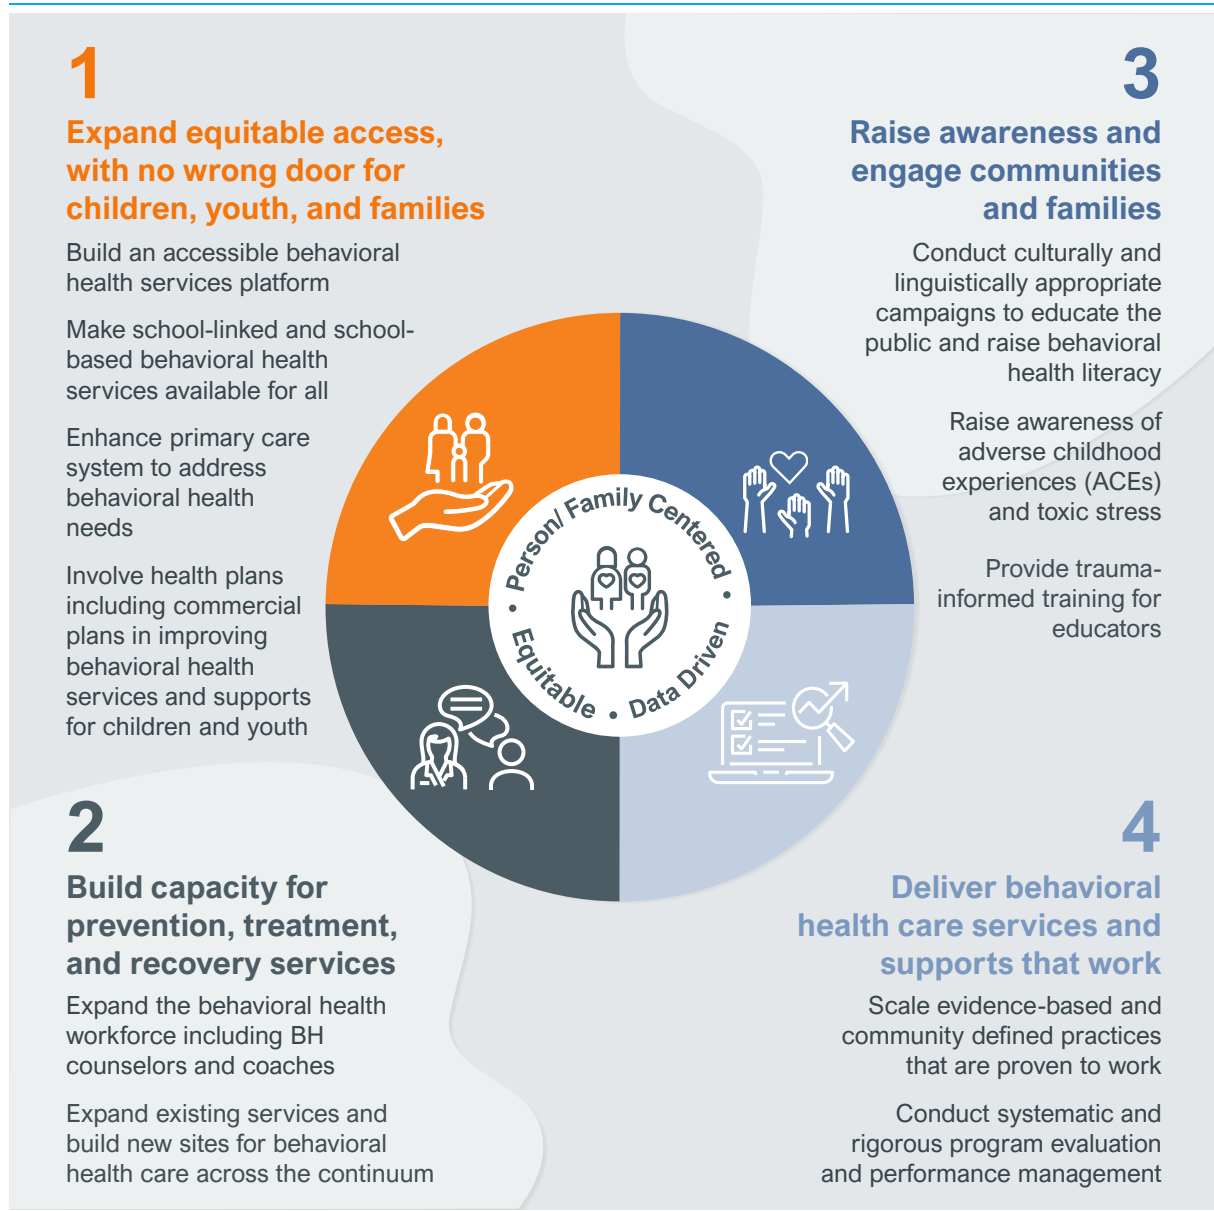 1
Expand equitable access,
with no wrong door for
children, youth, and families
Build an accessible behavioral
health services platform
Make school-linked and school-
based behavioral health
services available for all
Enhance primary care
system to address
behavioral health
needs
Involve health plans
including commercial
plans in improving
behavioral health
services and supports
for children and youth
2
Build capacity for
prevention, treatment,
and recovery services
Expand the behavioral health
workforce including BH
counselors and coaches
Expand existing services and
build new sites for behavioral
health care across the continuum
• Person/ Family Centered •
Equitable • Data Driven
3
Raise awareness and
engage communities
and families
Conduct culturally and
linguistically appropriate
campaigns to educate the
public and raise behavioral
health literacy
Raise awareness of
adverse childhood
experiences (ACEs)
and toxic stress
Provide trauma-
informed training for
educators
4
Deliver behavioral
health care services and
supports that work
Scale evidence-based and
community defined practices
that are proven to work
Conduct systematic and
rigorous program evaluation
and performance management